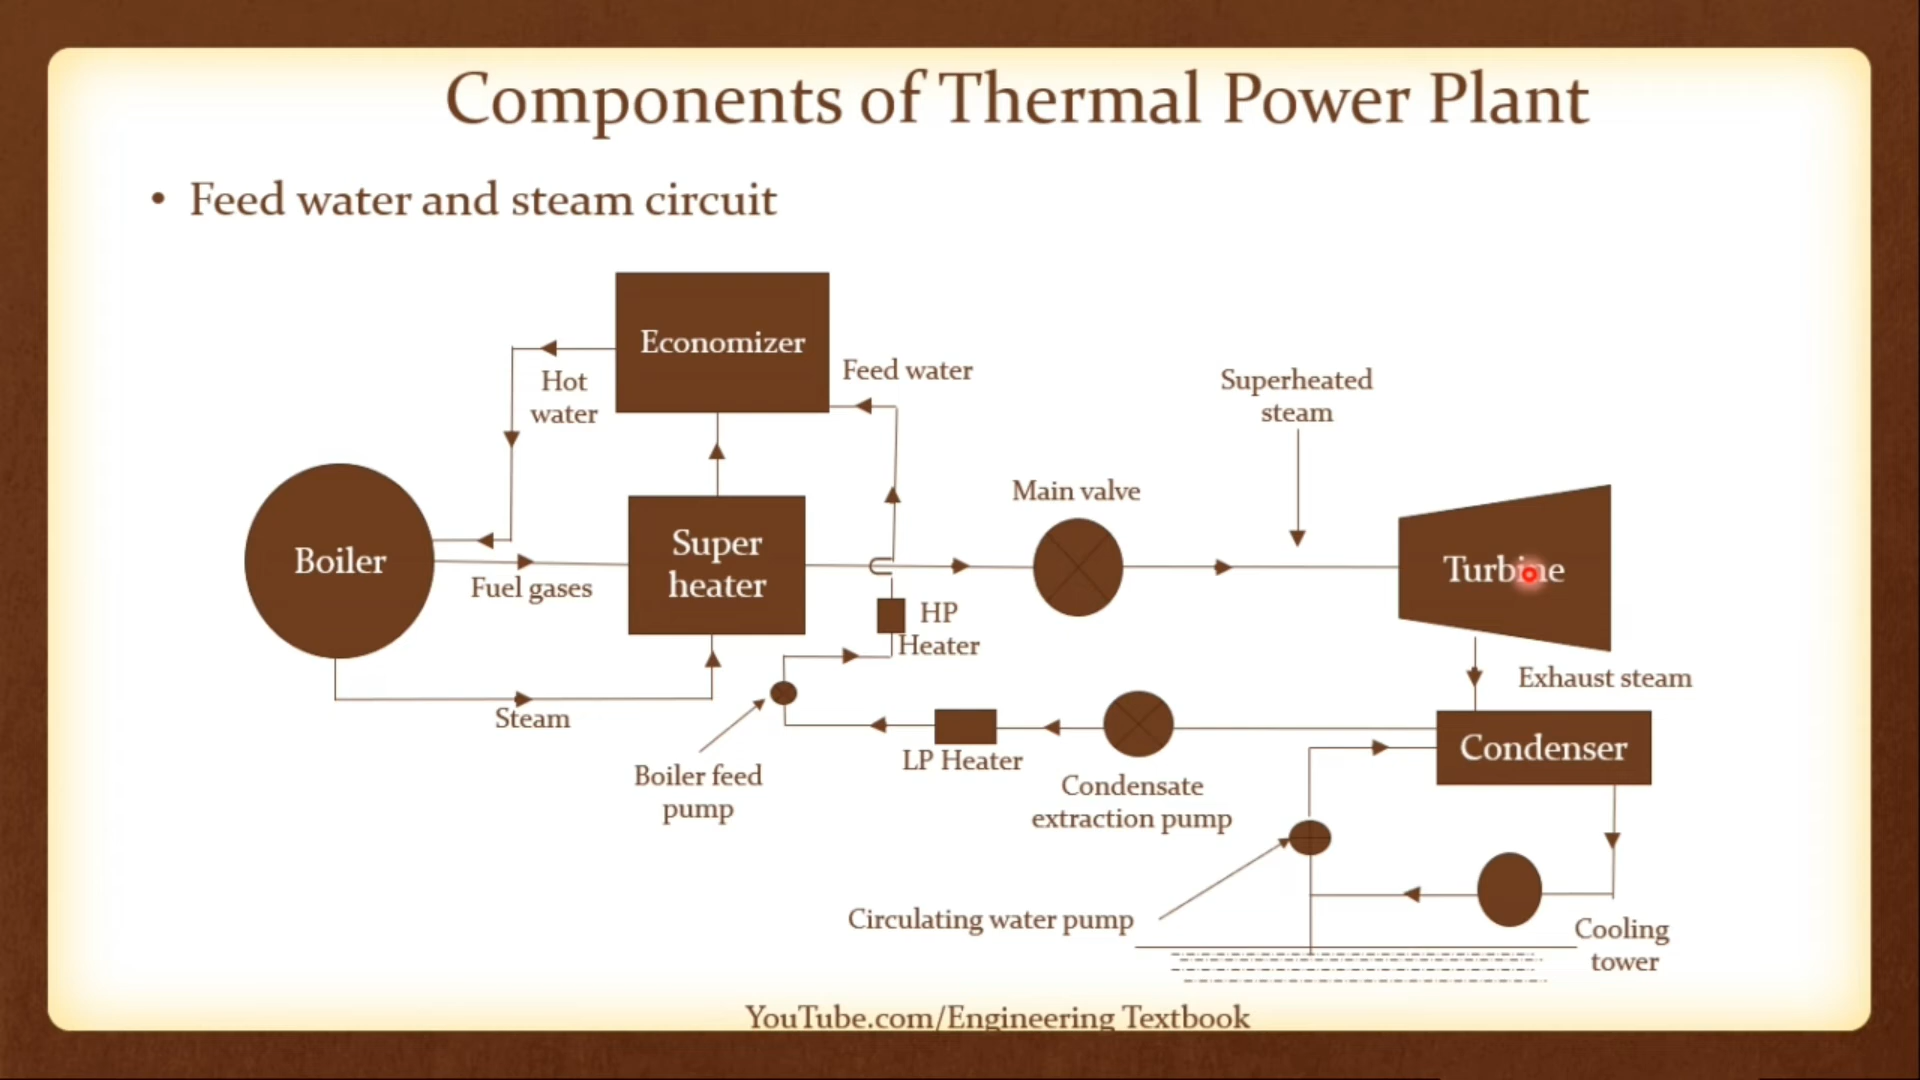 Components of Thermal Power Plant
• Feed water and steam circuit
Economizer
Feed water
Hot
water
Superheated
steam
Main valve
Boiler
Super
heater
Turbine
Fuel gases
HP
Heater
Exhaust steam
Steam
Condenser
LP Heater
Boiler feed
pump
Condensate
extraction pump
Circulating water pump
Cooling
tower
YouTube.com/Engineering Textbook